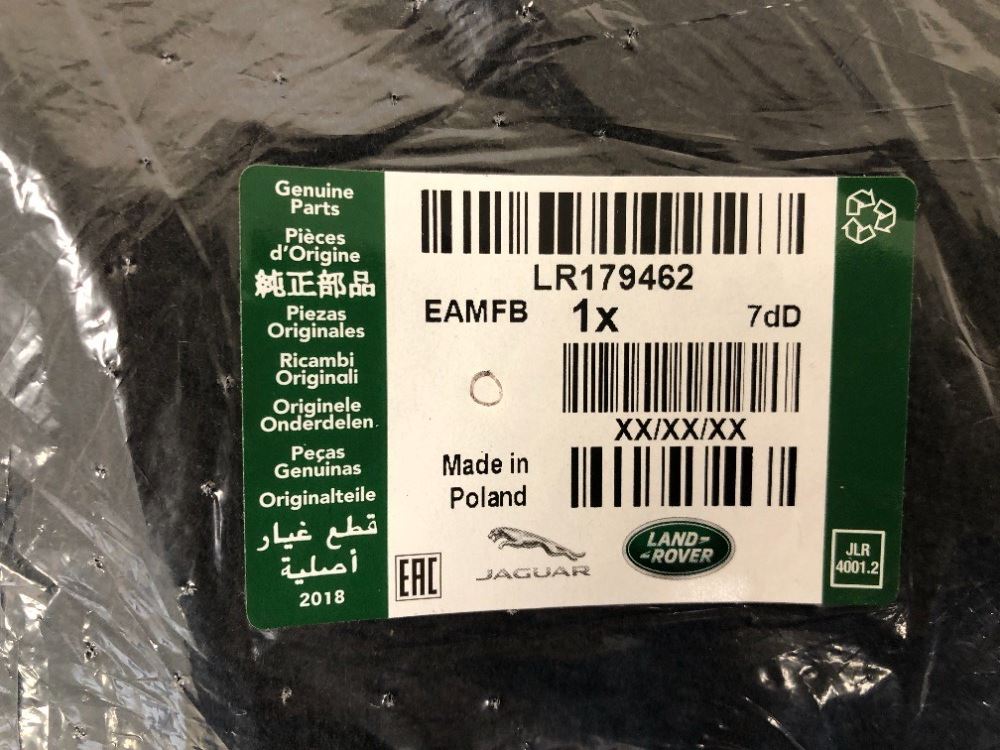 Genuine
Parts
Pièces
d'Origine
純正部品
Piezas
Originales
Ricambi
Originali
Originele
Onderdelen
Peças
Genuinas
Originalteile
قطع غيار
أصلية
2018
LR179462
EAMFB 1x 7dD
XX/XX/XX
Made in
Poland
EAC
JAGUAR
LAND-
-ROVER
JLR
4001.2